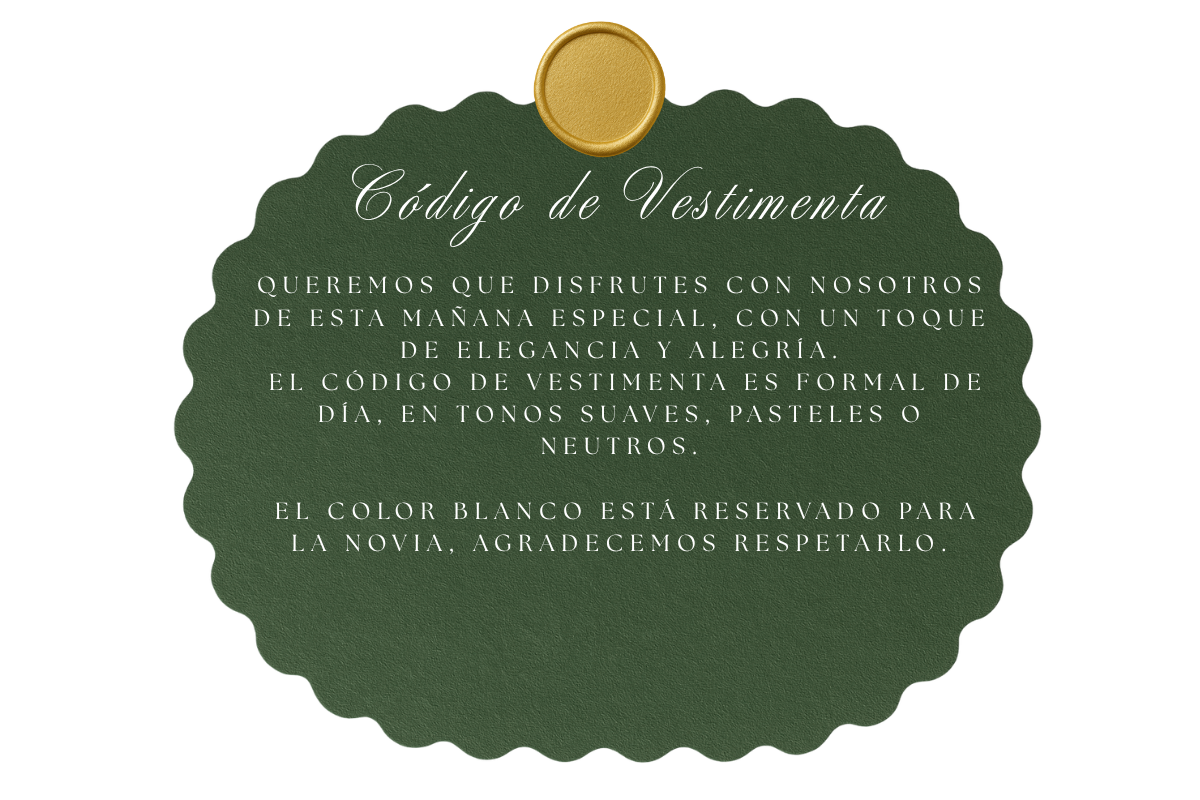 Código de Vestimenta
QUEREMOS QUE DISFRUTES CON NOSOTROS
DE ESTA MAÑANA ESPECIAL, CON UN TOQUE
DE ELEGANCIA Y ALEGRÍA.
EL CÓDIGO DE VESTIMENTA ES FORMAL DE
DÍA, EN TONOS SUAVES, PASTELES O
NEUTROS.
EL COLOR BLANCO ESTÁ RESERVADO PARA
LA NOVIA, AGRADECEMOS RESPETARLO.